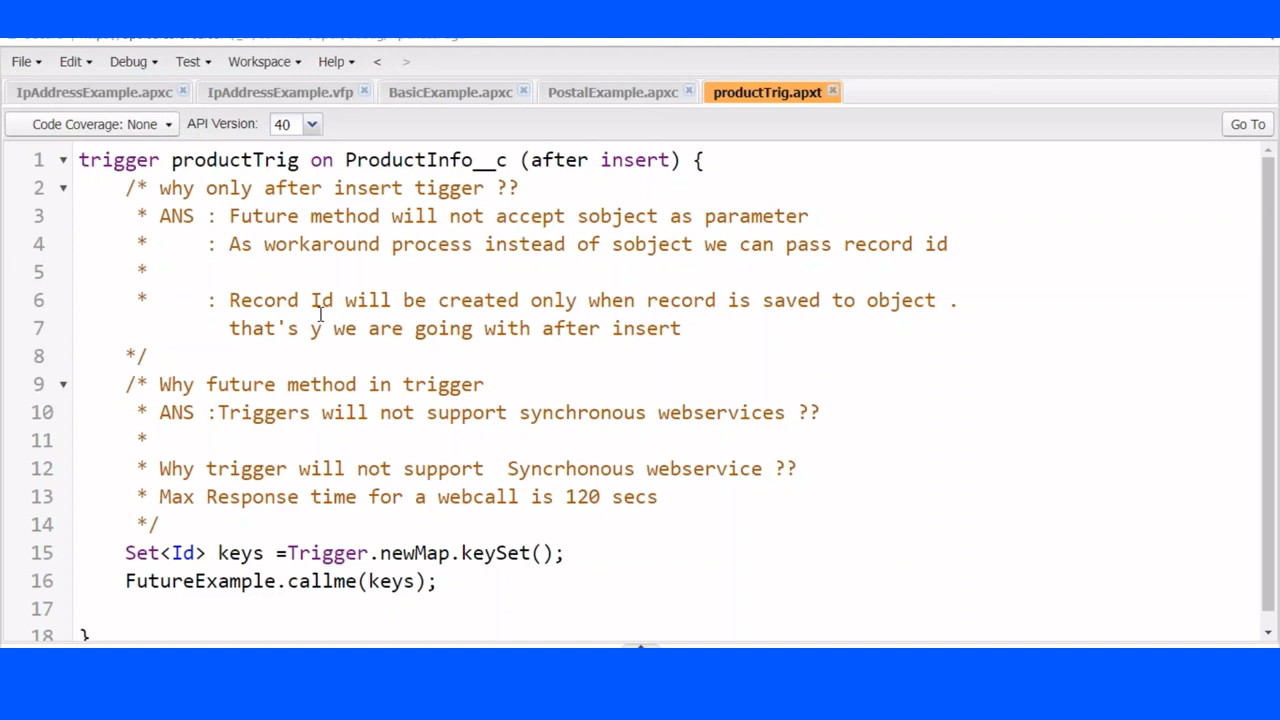 File Edit Debug Test Workspace Help < >
IpAddressExample.apxc IpAddressExample.vfp BasicExample.apxc PostalExample.apxc productTrig.apxt
Code Coverage: None API Version: 40 Go To
1 trigger productTrig on ProductInfo__c (after insert) {
2 /* why only after insert tigger ??
3 * ANS : Future method will not accept sobject as parameter
4 * : As workaround process instead of sobject we can pass record id
5 *
6 * : Record Id will be created only when record is saved to object .
7 that's y we are going with after insert
8 */
9 /* Why future method in trigger
10 * ANS :Triggers will not support synchronous webservices ??
11 *
12 * Why trigger will not support Syncrhonous webservice ??
13 * Max Response time for a webcall is 120 secs
14 */
15 Set<Id> keys =Trigger.newMap.keySet();
16 FutureExample.callme(keys);
17
18 }